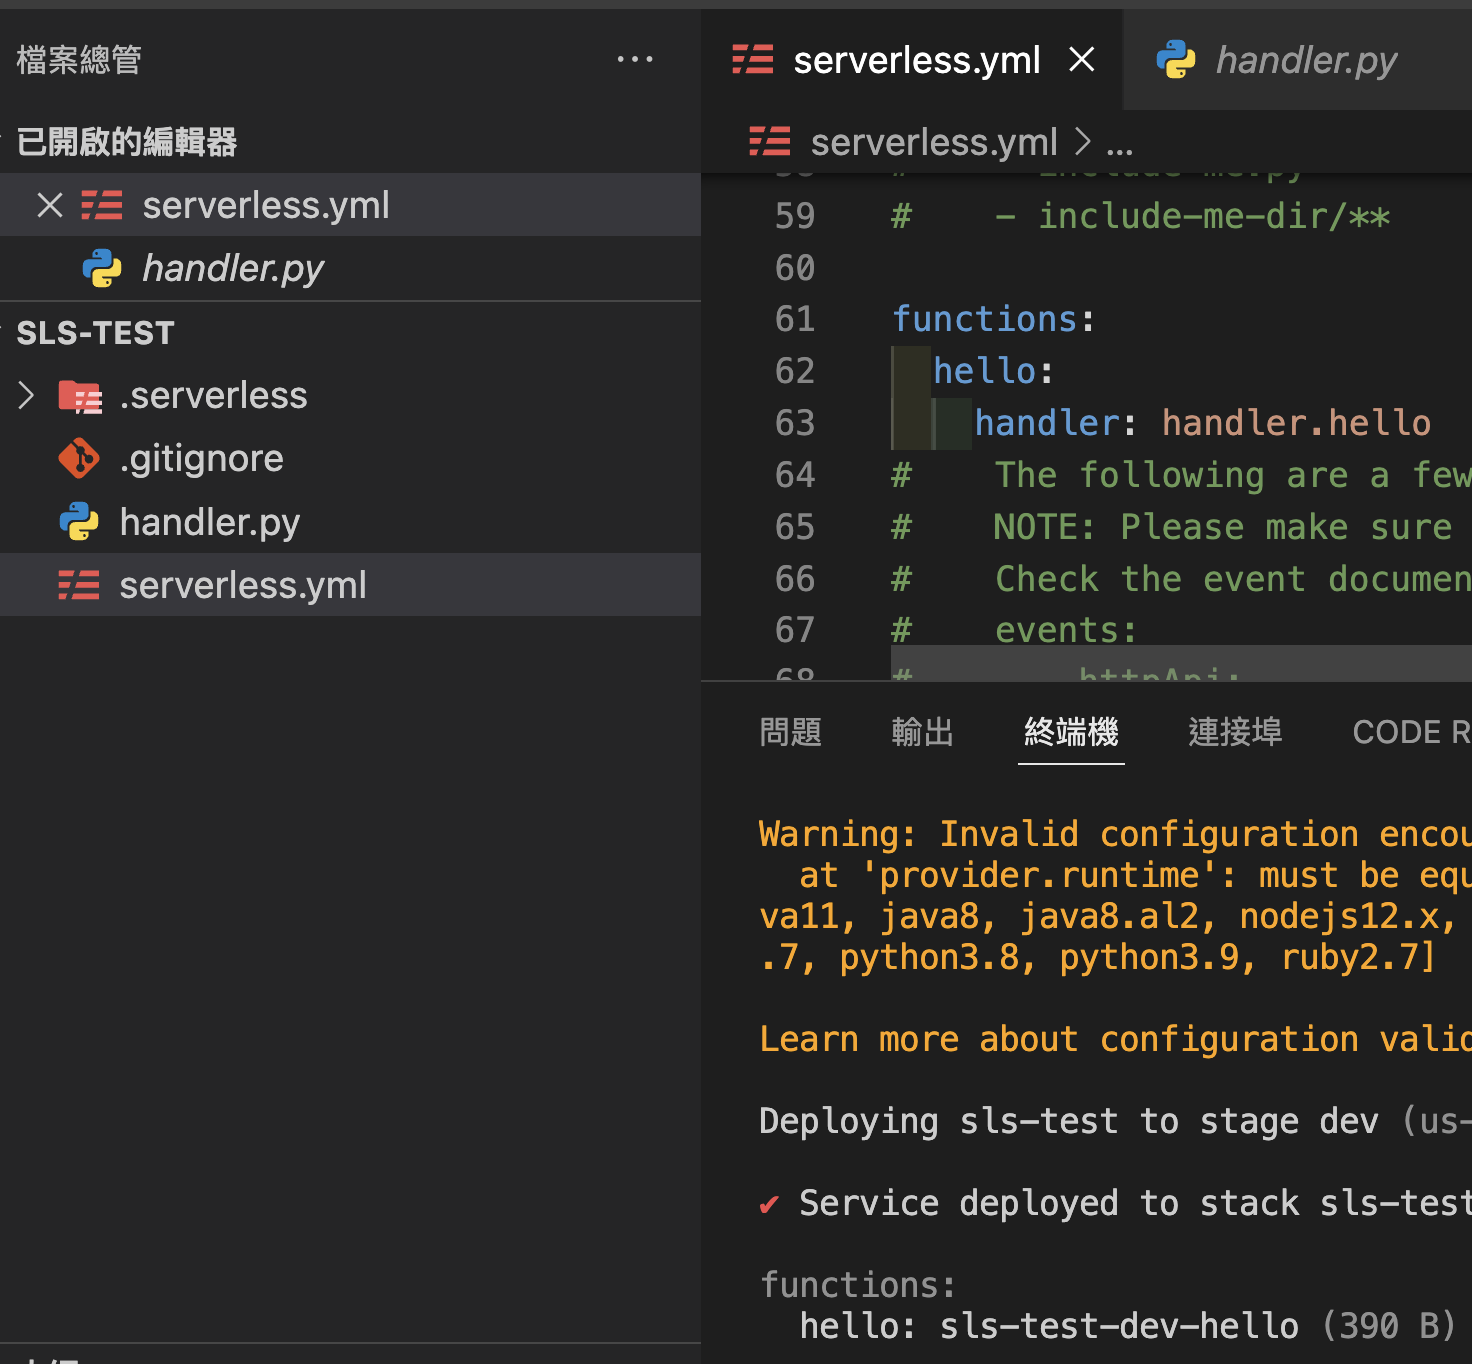 檔案總管
已開啟的編輯器
serverless.yml
handler.py
SLS-TEST
.serverless
.gitignore
handler.py
serverless.yml
serverless.yml
handler.py
serverless.yml > ...
59 #    - include-me-dir/**
60
61 functions:
62   hello:
63     handler: handler.hello
64 #    The following are a few
65 #    NOTE: Please make sure
66 #    Check the event documen
67 #    events:
68 #        httpApi:
問題 輸出 終端機 連接埠 CODE R
Warning: Invalid configuration encou
  at 'provider.runtime': must be equ
va11, java8, java8.al2, nodejs12.x,
.7, python3.8, python3.9, ruby2.7]
Learn more about configuration valid
Deploying sls-test to stage dev (us-
✔ Service deployed to stack sls-test
functions:
  hello: sls-test-dev-hello (390 B)